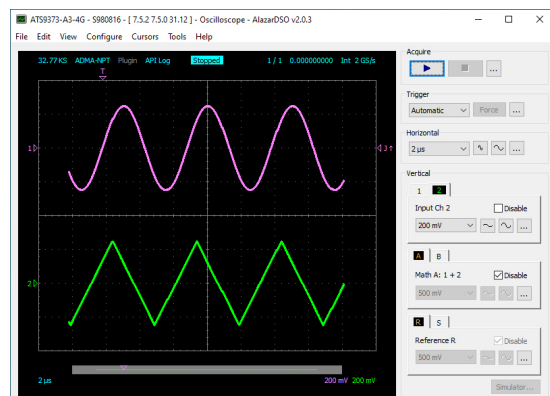 ATS9373-A3-4G - S980816 - [ 7.5.2 7.5.0 31.12 ] - Oscilloscope - AlazarDSO v2.0.3
File Edit View Configure Cursors Tools Help
32.77 KS ADMA-NPT Plugin API Log Stopped 1 / 1 0.000000000 Int 2 GS/s
T
1
J
2
2 µs 200 mV 200 mV
Acquire
...
Trigger
Automatic Force ...
Horizontal
2 µs ...
Vertical
1 2
Input Ch 2 Disable
200 mV ...
A B
Math A: 1 + 2 Disable
500 mV ...
R S
Reference R Disable
500 mV ...
Simulator...